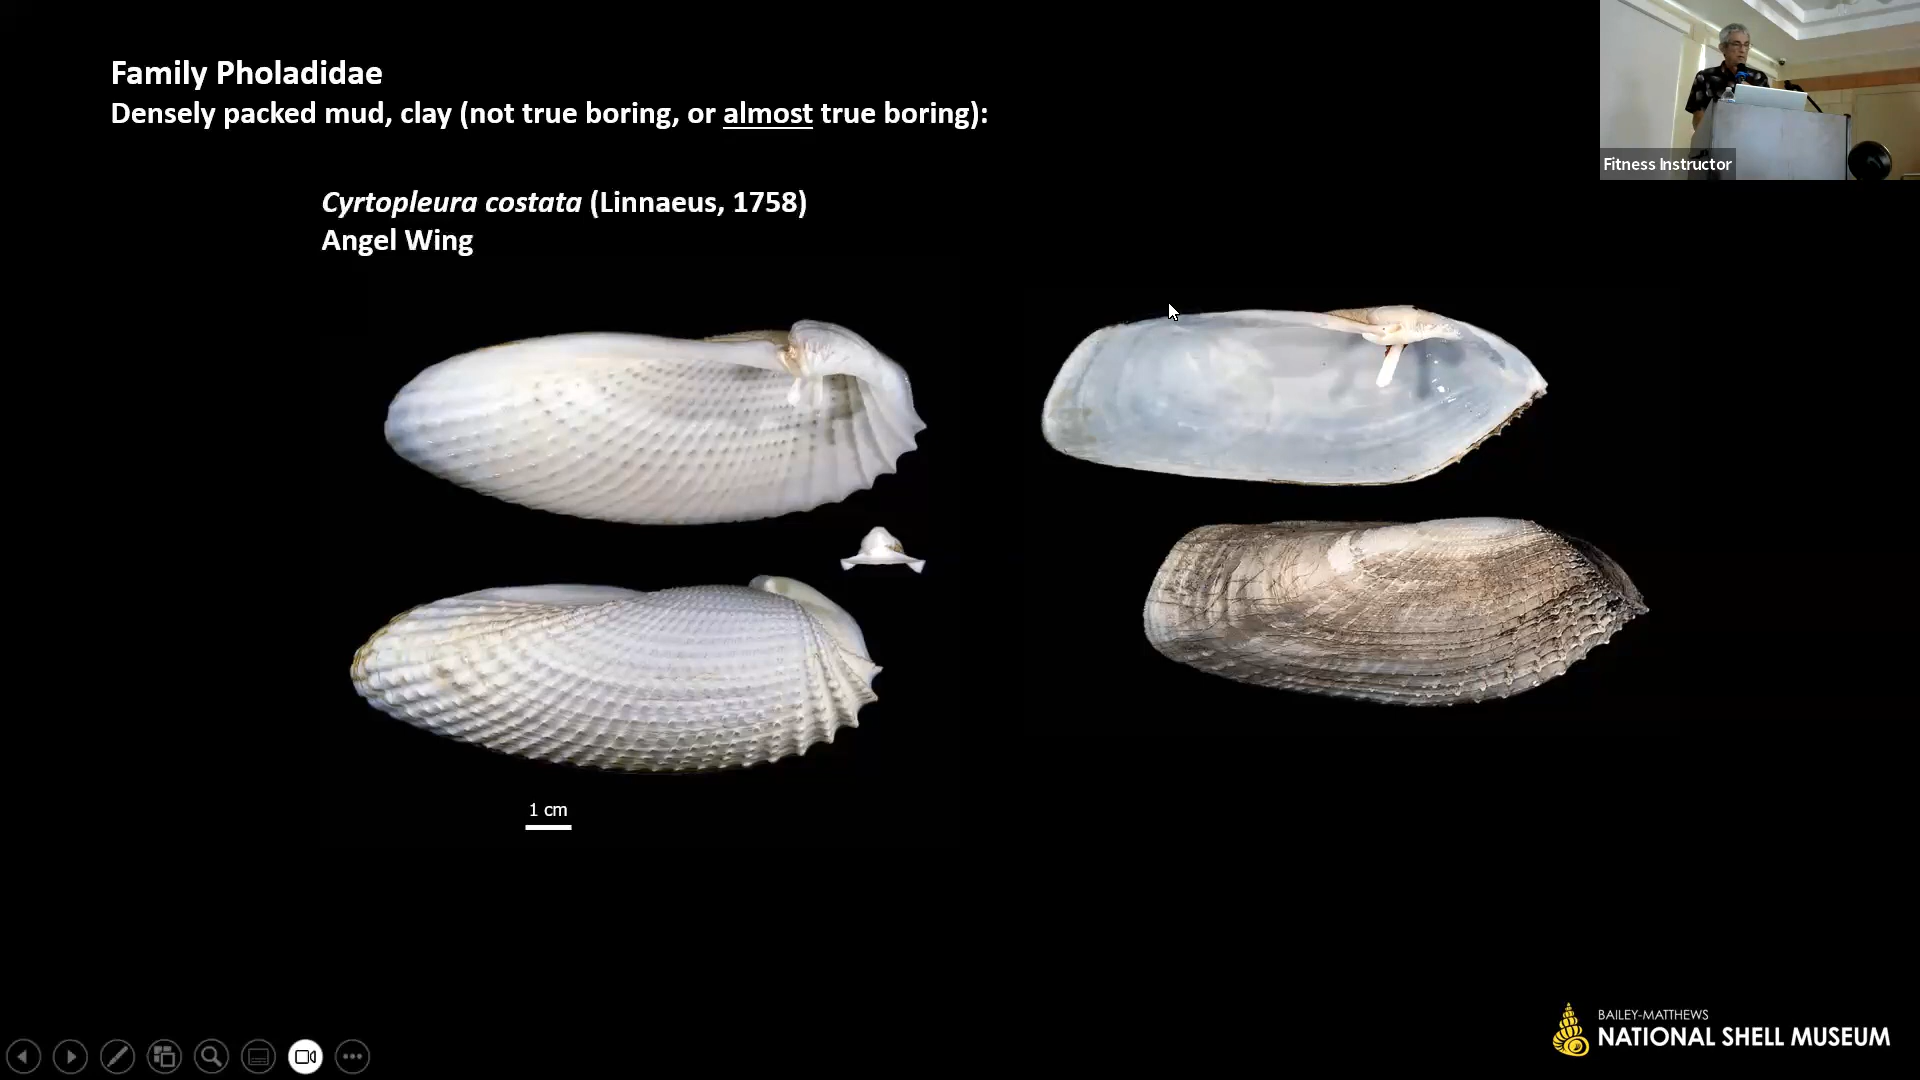 Family Pholadidae
Densely packed mud, clay (not true boring, or almost true boring):
Cyrtopleura costata (Linnaeus, 1758)
Angel Wing
1 cm
Fitness Instructor
BAILEY-MATTHEWS
NATIONAL SHELL MUSEUM